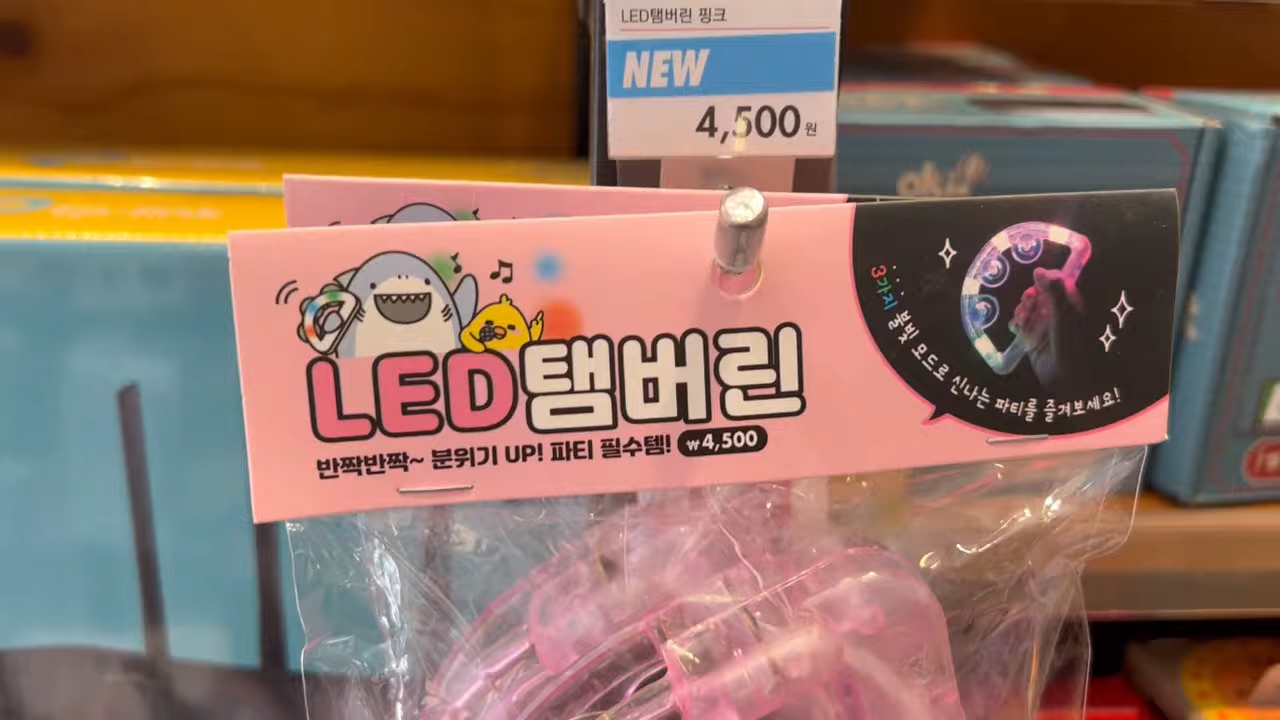 LED탬버린 핑크
NEW
4,500원
LED탬버린
반짝반짝~ 분위기 UP! 파티 필수템! ₩4,500
3가지 불빛 모드로 신나는 파티를 즐겨보세요!